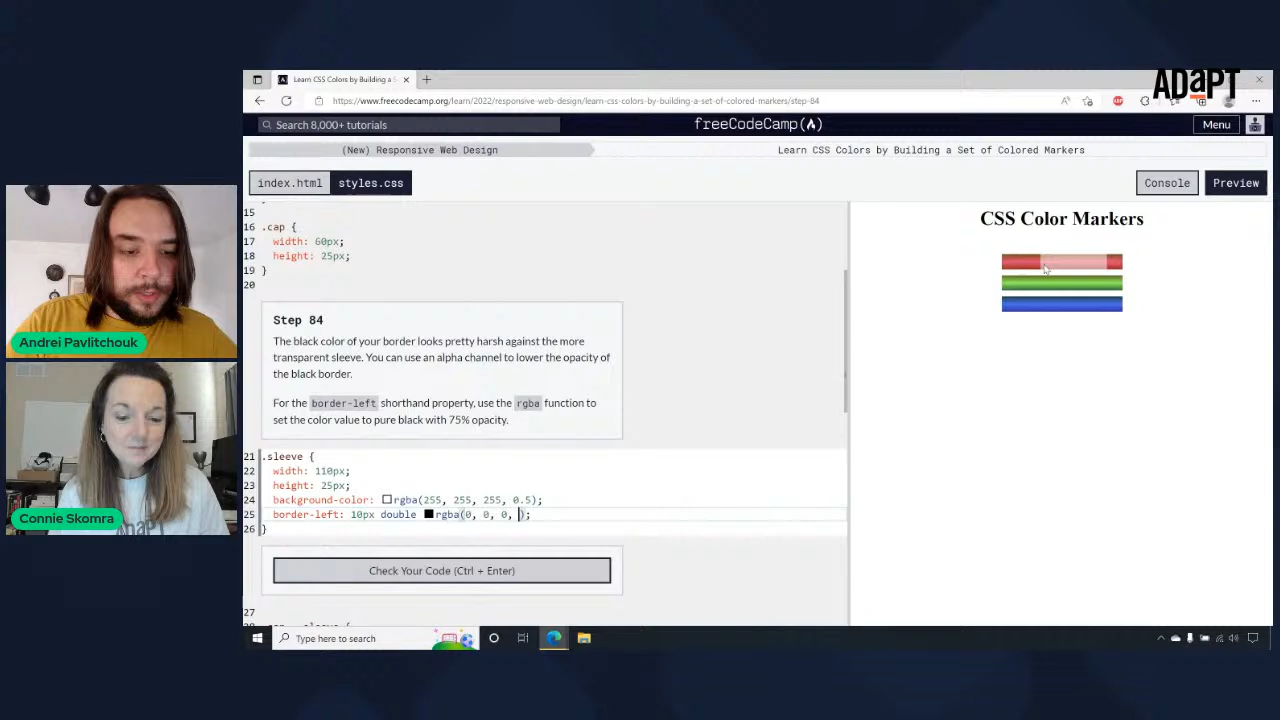 ADaPT
Learn CSS Colors by Building a S
https://www.freecodecamp.org/learn/2022/responsive-web-design/learn-css-colors-by-building-a-set-of-colored-markers/step-84
Search 8,000+ tutorials
freeCodeCamp
Menu
(New) Responsive Web Design
Learn CSS Colors by Building a Set of Colored Markers
index.html
styles.css
Console
Preview
15
16 .cap {
17 width: 60px;
18 height: 25px;
19 }
20
CSS Color Markers
Step 84
The black color of your border looks pretty harsh against the more
transparent sleeve. You can use an alpha channel to lower the opacity of
the black border.
For the border-left shorthand property, use the rgba function to
set the color value to pure black with 75% opacity.
21 .sleeve {
22 width: 110px;
23 height: 25px;
24 background-color: rgba(255, 255, 255, 0.5);
25 border-left: 10px double rgba(0, 0, 0, );
26 }
Check Your Code (Ctrl + Enter)
27
Type here to search
Andrei Pavlitchouk
Connie Skomra